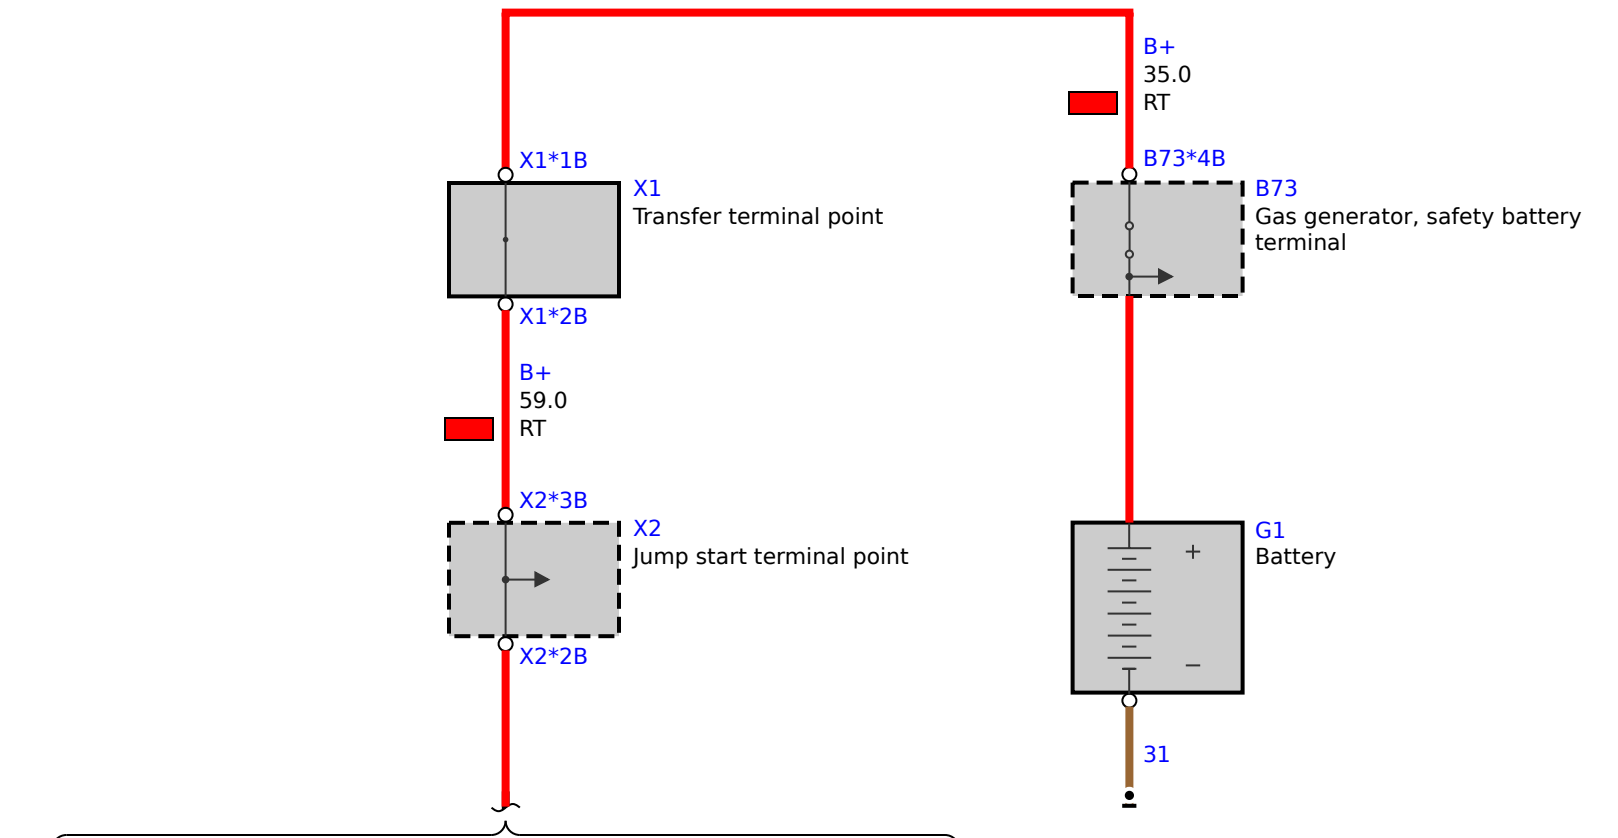 B+
35.0
RT
X1*1B
B73*4B
X1
Transfer terminal point
B73
Gas generator, safety battery
terminal
X1*2B
B+
59.0
RT
X2*3B
X2
Jump start terminal point
G1
Battery
+
−
X2*2B
31